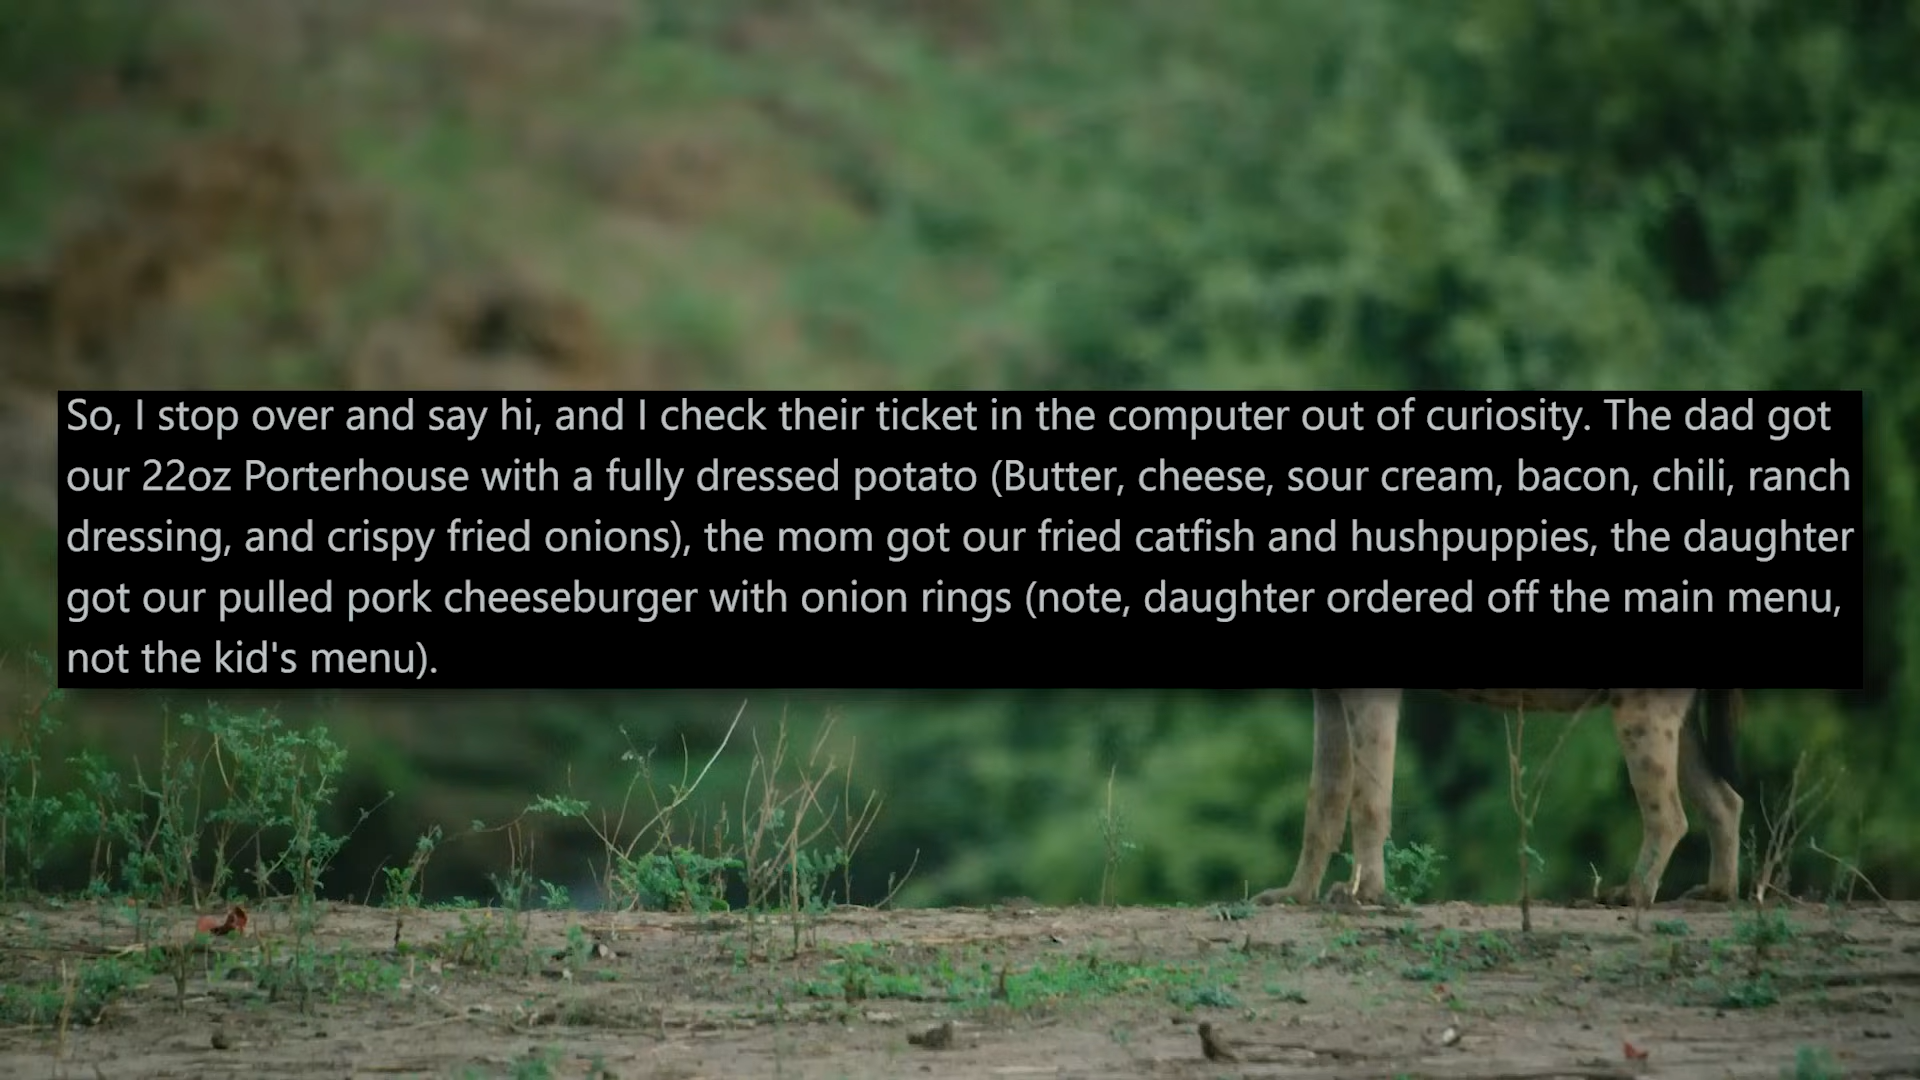 So, I stop over and say hi, and I check their ticket in the computer out of curiosity. The dad got
our 22oz Porterhouse with a fully dressed potato (Butter, cheese, sour cream, bacon, chili, ranch
dressing, and crispy fried onions), the mom got our fried catfish and hushpuppies, the daughter
got our pulled pork cheeseburger with onion rings (note, daughter ordered off the main menu,
not the kid's menu).